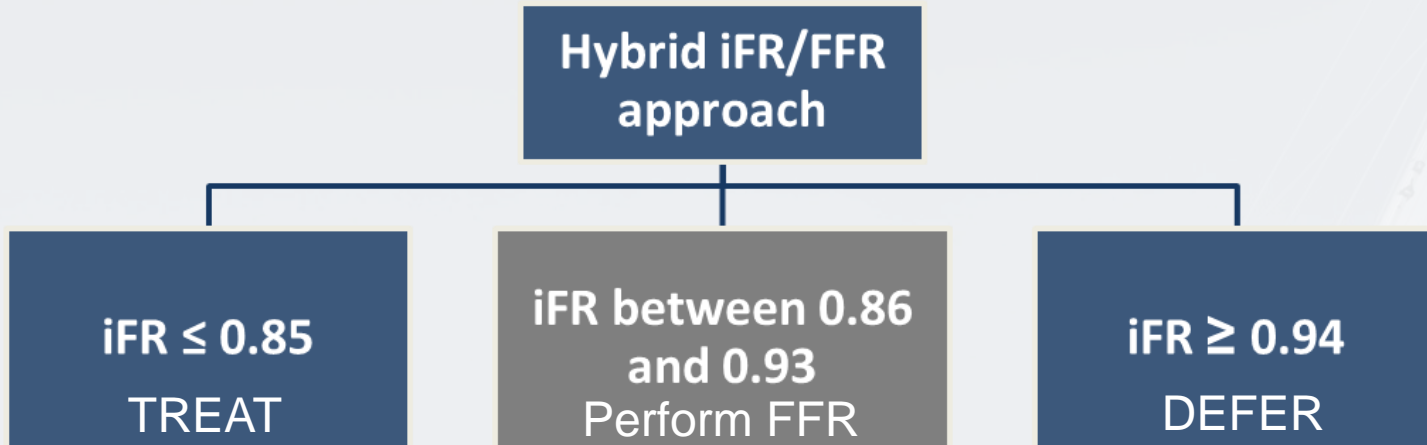 Hybrid iFR/FFR
approach
iFR ≤ 0.85
TREAT
iFR between 0.86
and 0.93
Perform FFR
iFR ≥ 0.94
DEFER